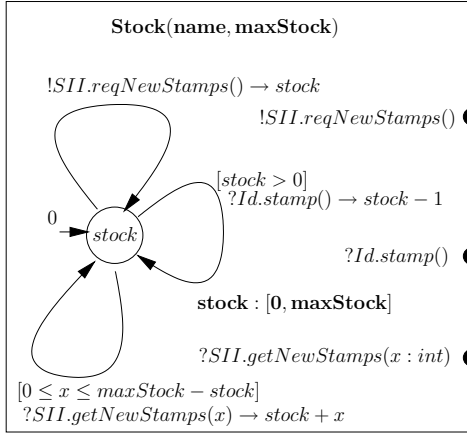 Stock(name, maxStock)
!SII.reqNewStamps() → stock
!SII.reqNewStamps()
[stock > 0]
?Id.stamp() → stock − 1
0
stock
?Id.stamp()
stock : [0, maxStock]
?SII.getNewStamps(x : int)
[0 ≤ x ≤ maxStock − stock]
?SII.getNewStamps(x) → stock + x